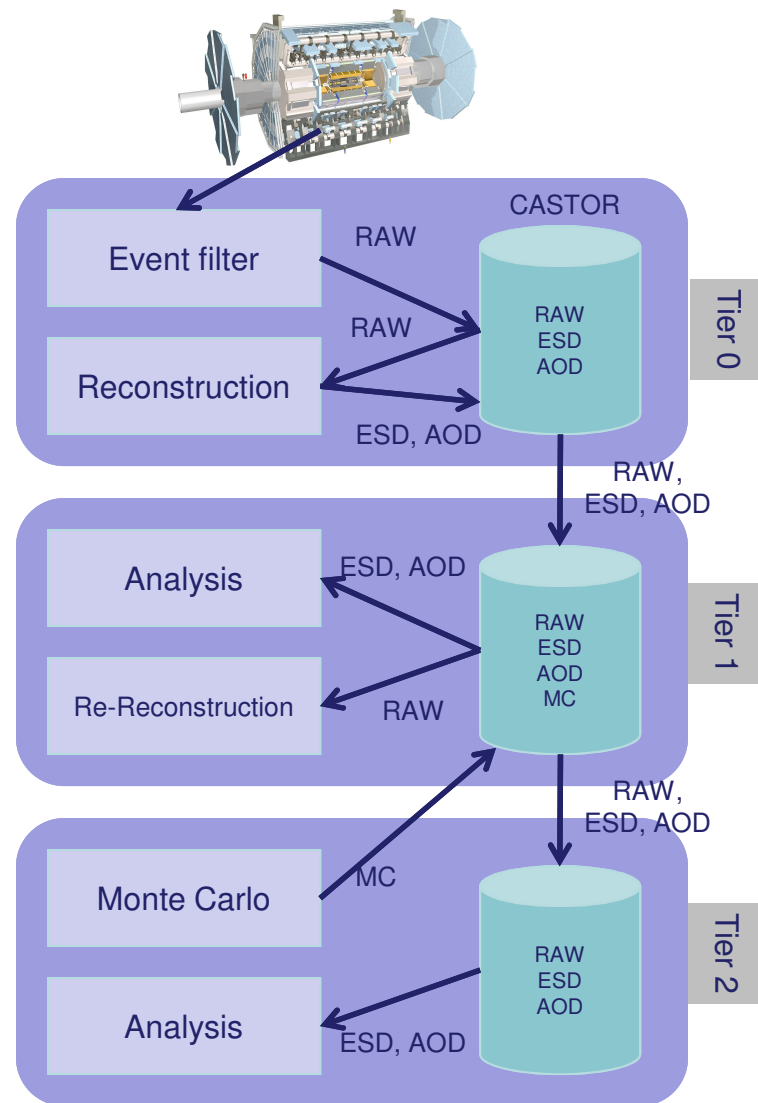 CASTOR
Event filter
RAW
RAW
ESD
AOD
Tier 0
RAW
Reconstruction
ESD, AOD
RAW,
ESD, AOD
Analysis
ESD, AOD
RAW
ESD
AOD
MC
Tier 1
Re-Reconstruction
RAW
RAW,
ESD, AOD
Monte Carlo
MC
RAW
ESD
AOD
Tier 2
Analysis
ESD, AOD